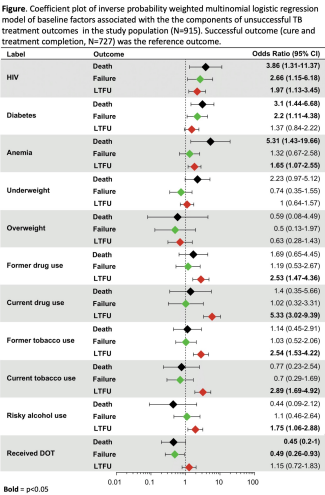 Figure. Coefficient plot of inverse probability weighted multinomial logistic regression
model of baseline factors associated with the the components of unsuccessful TB
treatment outcomes in the study population (N=915). Successful outcome (cure and
treatment completion, N=727) was the reference outcome.
Label Outcome Odds Ratio (95% CI)
Death 3.86 (1.31-11.37)
HIV Failure 2.66 (1.15-6.18)
LTFU 1.97 (1.13-3.45)
Death 3.1 (1.44-6.68)
Diabetes Failure 2.2 (1.11-4.38)
LTFU 1.37 (0.84-2.22)
Death 5.31 (1.43-19.66)
Anemia Failure 1.32 (0.67-2.58)
LTFU 1.65 (1.07-2.55)
Death 2.23 (0.97-5.12)
Underweight Failure 0.74 (0.35-1.55)
LTFU 1 (0.64-1.57)
Death 0.59 (0.08-4.49)
Overweight Failure 0.5 (0.13-1.97)
LTFU 0.63 (0.28-1.43)
Death 1.69 (0.65-4.45)
Former drug use Failure 1.19 (0.53-2.67)
LTFU 2.53 (1.47-4.36)
Death 1.4 (0.35-5.66)
Current drug use Failure 1.02 (0.32-3.31)
LTFU 5.33 (3.02-9.39)
Death 1.14 (0.45-2.91)
Former tobacco use Failure 1.03 (0.52-2.06)
LTFU 2.54 (1.53-4.22)
Death 0.77 (0.23-2.54)
Current tobacco use Failure 0.7 (0.29-1.69)
LTFU 2.89 (1.69-4.92)
Death 0.44 (0.09-2.12)
Risky alcohol use Failure 1.1 (0.46-2.64)
LTFU 1.75 (1.06-2.88)
Death 0.45 (0.2-1)
Received DOT Failure 0.49 (0.26-0.93)
LTFU 1.15 (0.72-1.83)
0.01 0.1 1 10 100
Bold = p<0.05